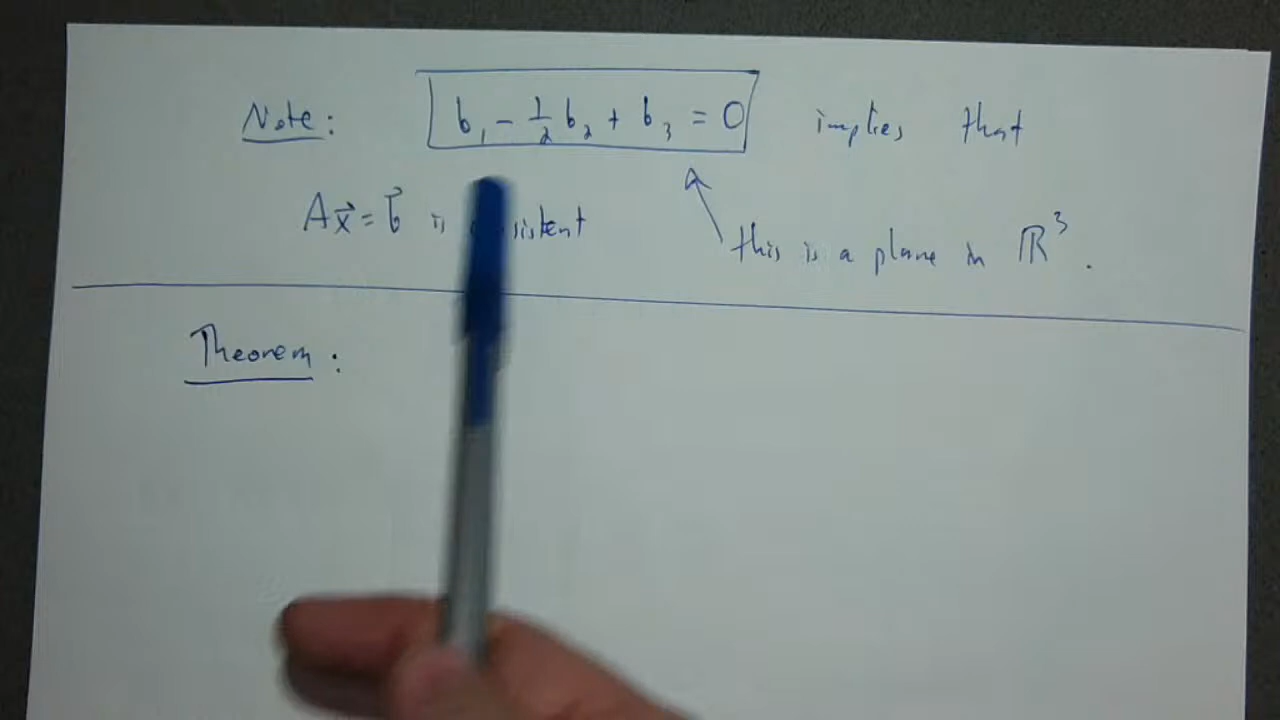 Note: b₁ - 1/2 b₂ + b₃ = 0 implies that
Ax⃗ = b⃗ is
this is a plane in ℝ³.
Theorem: